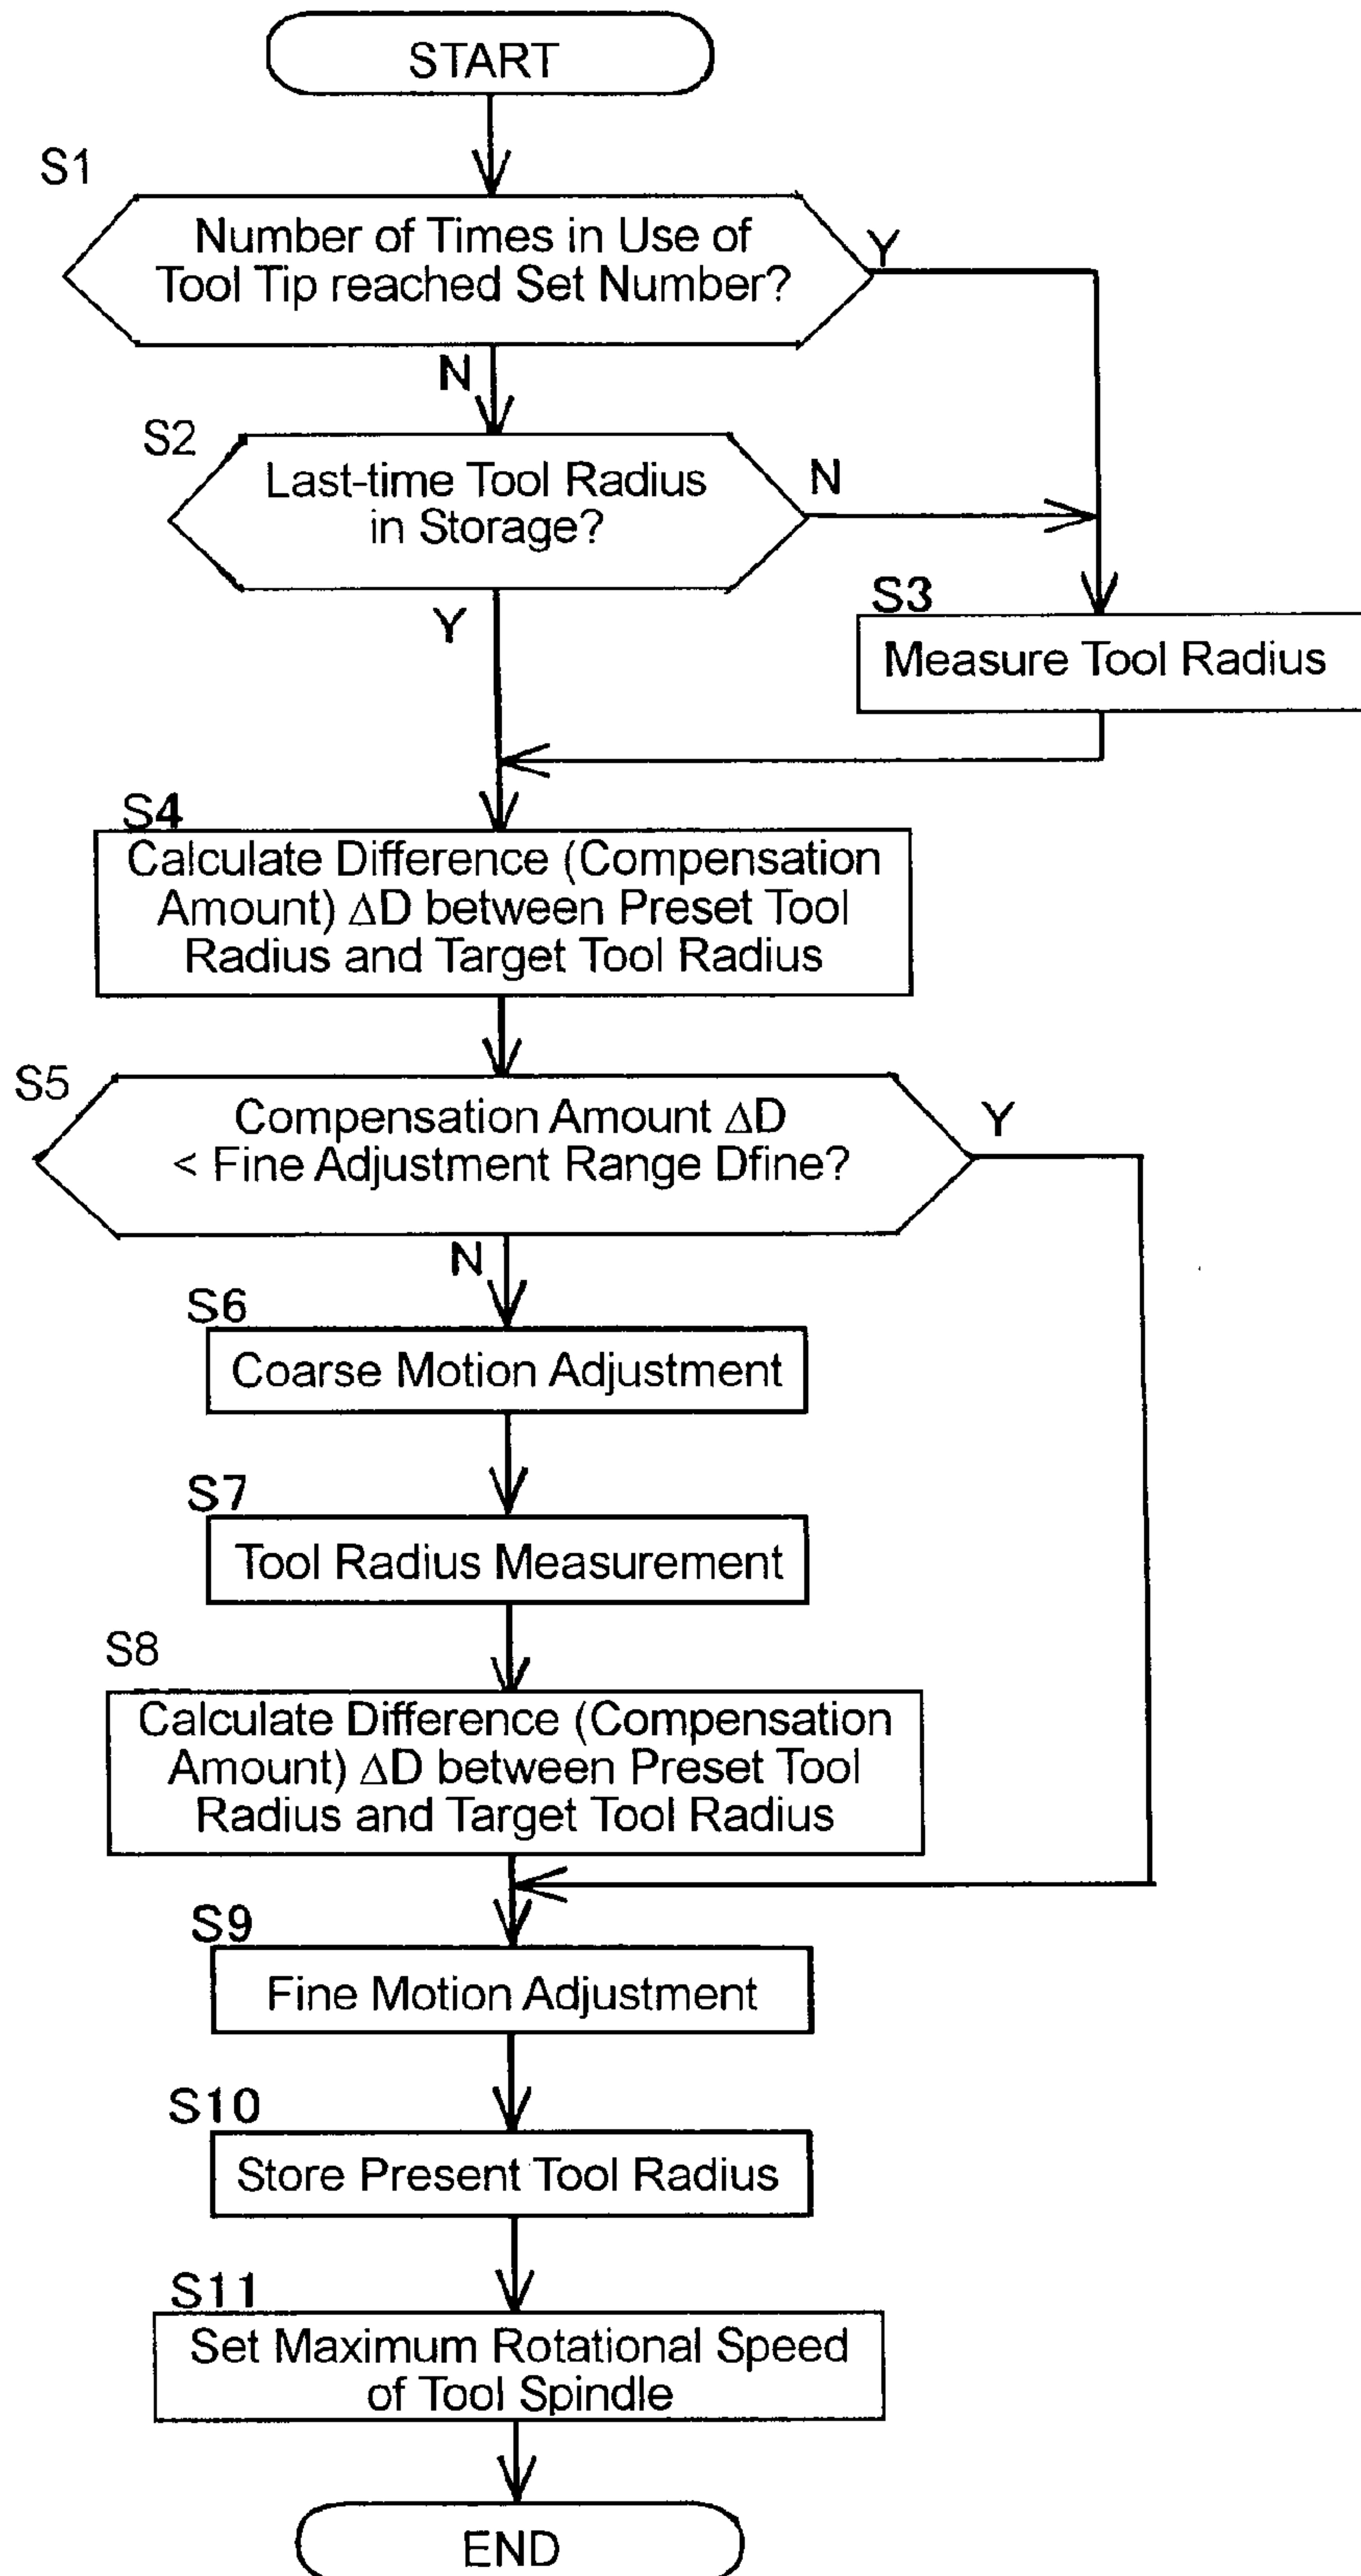 START
S1
Number of Times in Use of
Tool Tip reached Set Number?
Y
N
S2
Last-time Tool Radius
in Storage?
N
Y
S3
Measure Tool Radius
S4
Calculate Difference (Compensation
Amount) ΔD between Preset Tool
Radius and Target Tool Radius
S5
Compensation Amount ΔD
< Fine Adjustment Range Dfine?
Y
N
S6
Coarse Motion Adjustment
S7
Tool Radius Measurement
S8
Calculate Difference (Compensation
Amount) ΔD between Preset Tool
Radius and Target Tool Radius
S9
Fine Motion Adjustment
S10
Store Present Tool Radius
S11
Set Maximum Rotational Speed
of Tool Spindle
END